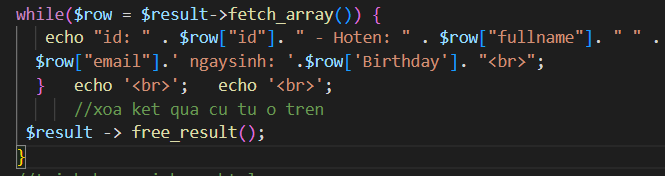 while($row = $result->fetch_array()) {
echo "id: " . $row["id"]. " - Hoten: " . $row["fullname"]. " " .
$row["email"].' ngaysinh: '.$row['Birthday']. "<br>";
}   echo '<br>';   echo '<br>';
//xoa ket qua cu tu o tren
$result -> free_result();
}